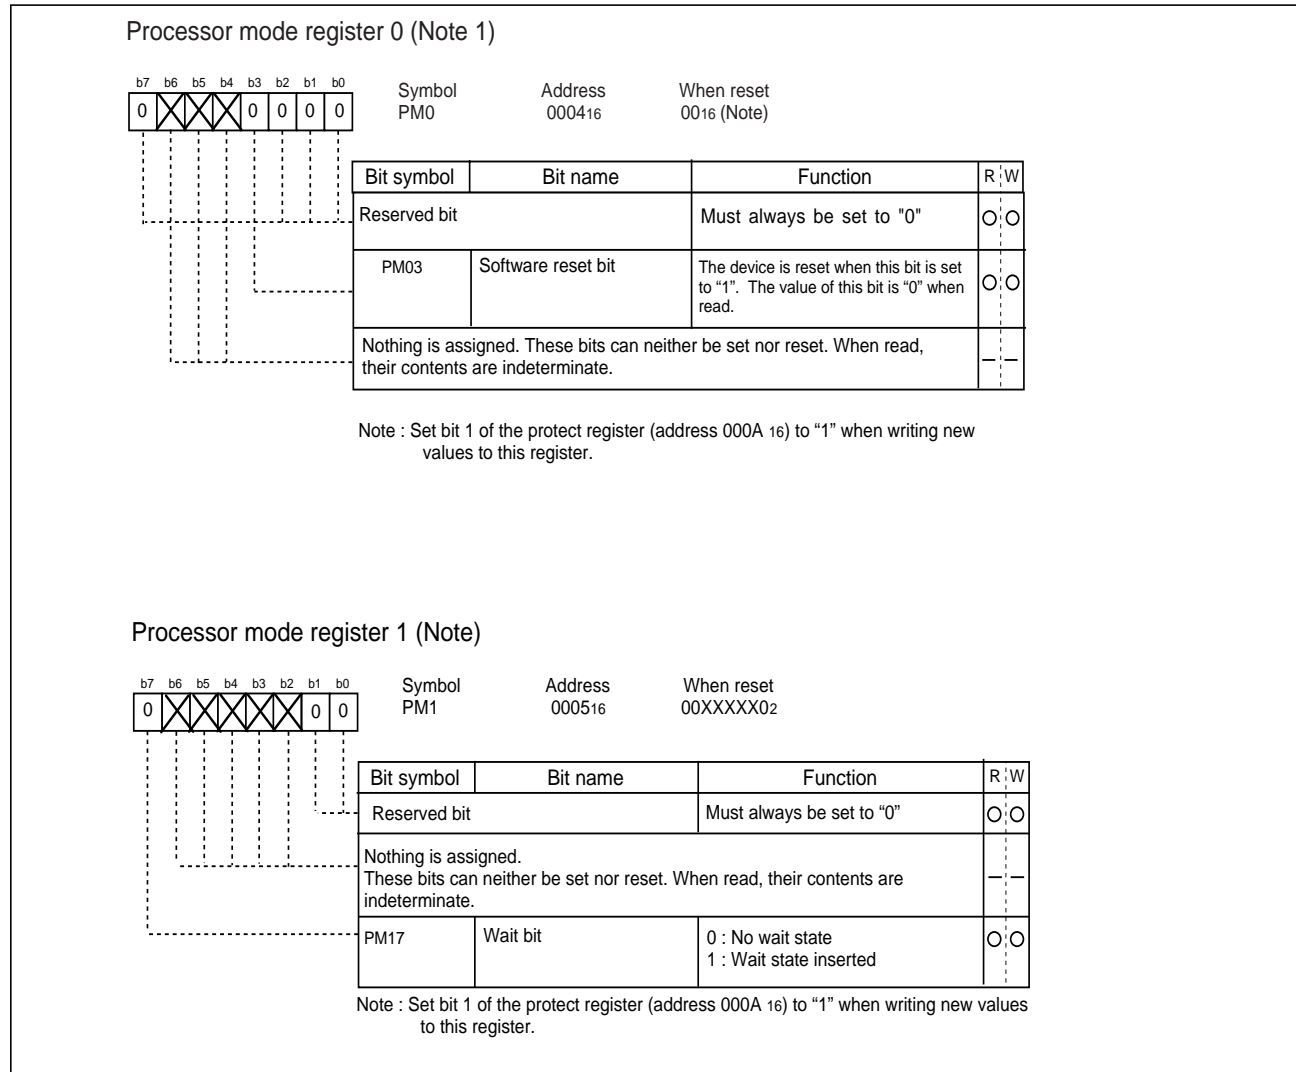 Processor mode register 0 (Note 1)
b7 b6 b5 b4 b3 b2 b1 b0
Symbol Address When reset
0 0 0 0 0
PM0 000416 0016 (Note)
Bit symbol Bit name Function R W
Reserved bit Must always be set to "0"
PM03 Software reset bit The device is reset when this bit is set
to “1”. The value of this bit is “0” when
read.
Nothing is assigned. These bits can neither be set nor reset. When read,
their contents are indeterminate.
Note : Set bit 1 of the protect register (address 000A 16) to “1” when writing new
values to this register.
Processor mode register 1 (Note)
b7 b6 b5 b4 b3 b2 b1 b0
Symbol Address When reset
0 0 0
PM1 000516 00XXXXX02
Bit symbol Bit name Function R W
Reserved bit Must always be set to “0”
Nothing is assigned.
These bits can neither be set nor reset. When read, their contents are
indeterminate.
PM17 Wait bit 0 : No wait state
1 : Wait state inserted
Note : Set bit 1 of the protect register (address 000A 16) to “1” when writing new values
to this register.